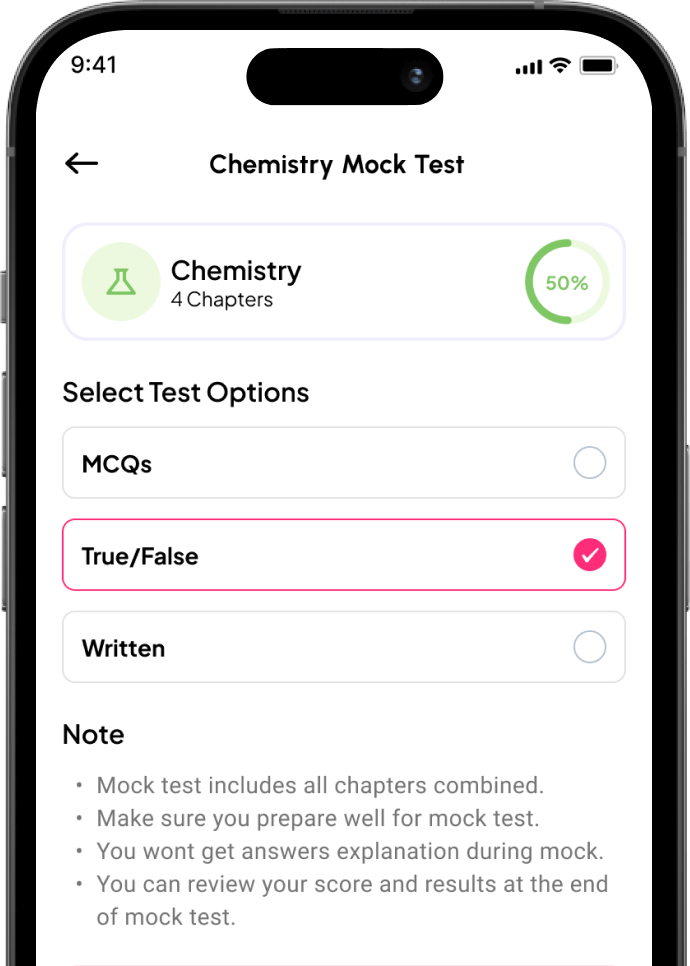 9:41
Chemistry Mock Test
Chemistry
4 Chapters
50%
Select Test Options
MCQs
True/False
Written
Note
• Mock test includes all chapters combined.
• Make sure you prepare well for mock test.
• You wont get answers explanation during mock.
• You can review your score and results at the end
of mock test.